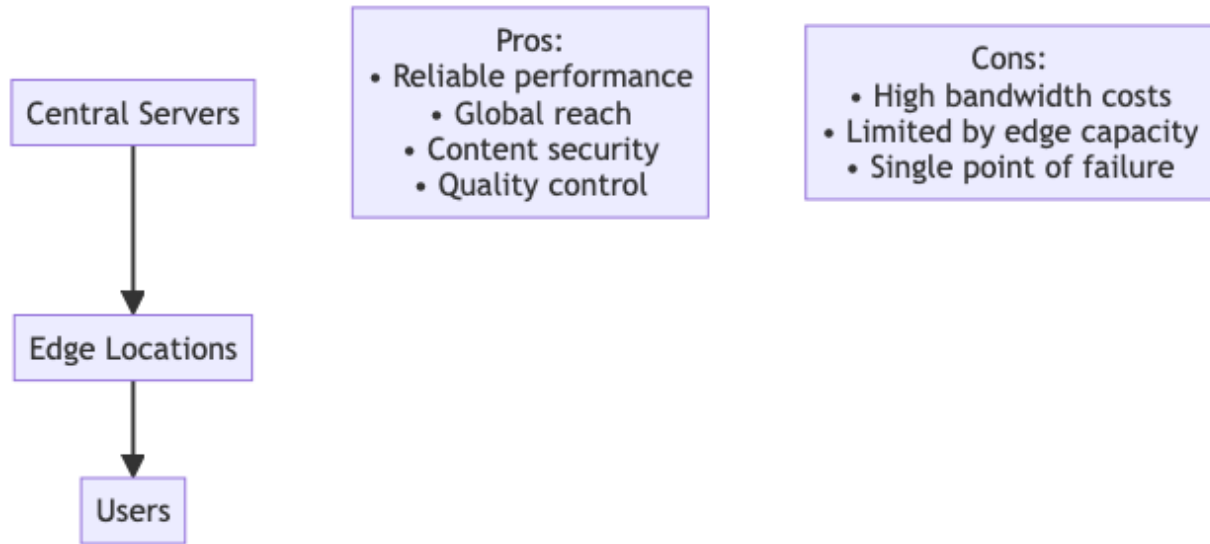 Central Servers
Edge Locations
Users
Pros:
• Reliable performance
• Global reach
• Content security
• Quality control
Cons:
• High bandwidth costs
• Limited by edge capacity
• Single point of failure